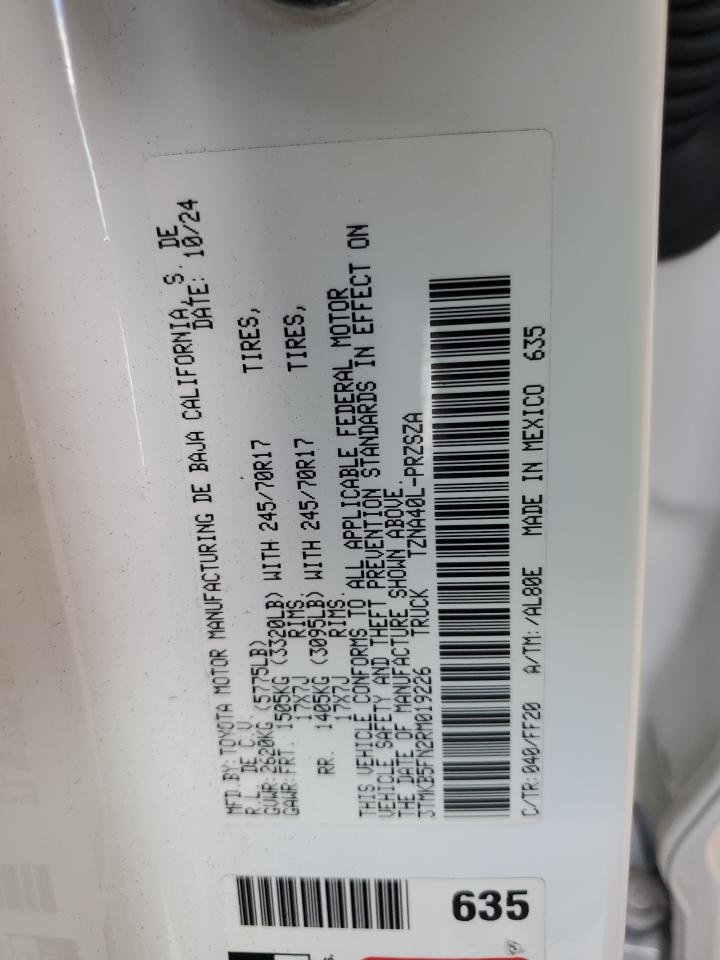 MFD. BY: TOYOTA MOTOR MANUFACTURING DE BAJA CALIFORNIA, S. DE
R.L. DE C.V. DATE: 10/24
GVWR: 2620KG (5775LB)
GAWR: FRT. 1505KG (3320LB) WITH 245/70R17 TIRES,
17X7J RIMS,
RR. 1405KG (3095LB) WITH 245/70R17 TIRES,
17X7J RIMS.
THIS VEHICLE CONFORMS TO ALL APPLICABLE FEDERAL MOTOR
VEHICLE SAFETY AND THEFT PREVENTION STANDARDS IN EFFECT ON
THE DATE OF MANUFACTURE SHOWN ABOVE.
3TMKB5FN2RM019226 TRUCK TZNA40L-PRZSZA
C/TR: 040/FF20 A/TM: /AL80E MADE IN MEXICO 635
635